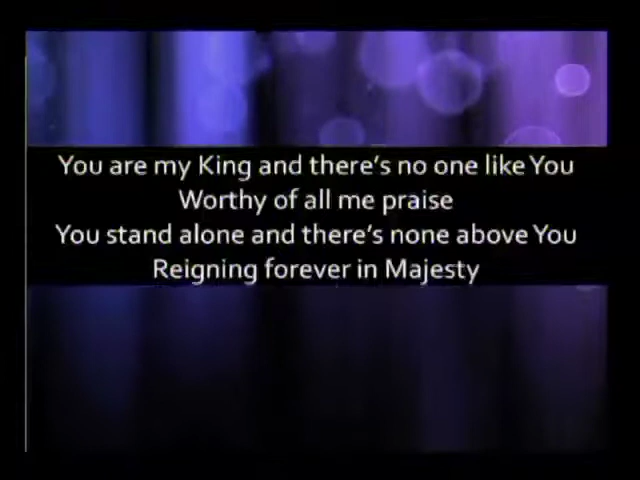 You are my King and there's no one like You
Worthy of all me praise
You stand alone and there's none above You
Reigning forever in Majesty